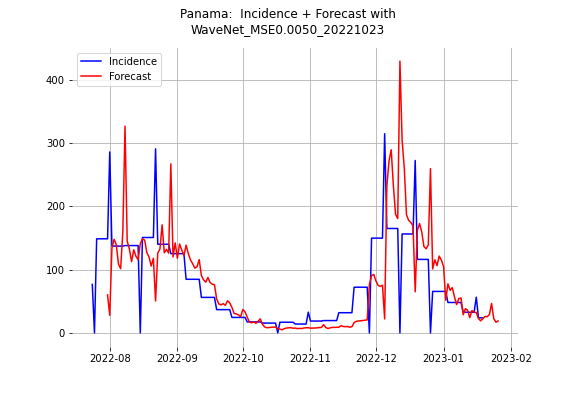 Panama:  Incidence + Forecast with
WaveNet_MSE0.0050_20221023
Incidence
Forecast
400
300
200
100
0
2022-08 2022-09 2022-10 2022-11 2022-12 2023-01 2023-02